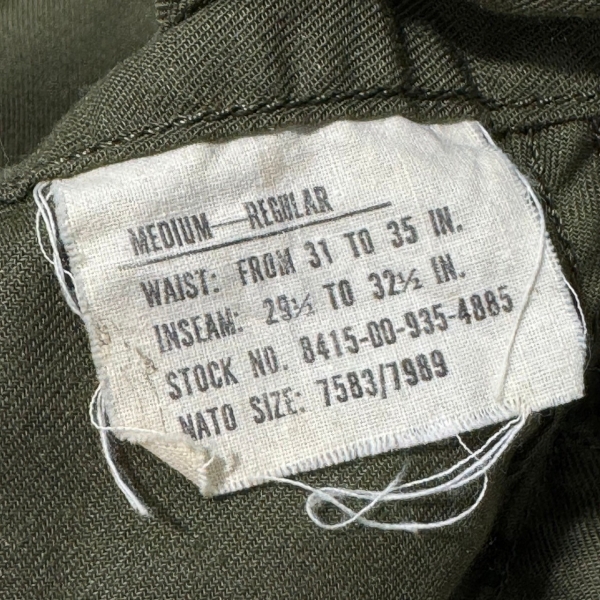 MEDIUM—REGULAR
WAIST: FROM 31 TO 35 IN.
INSEAM: 29½ TO 32½ IN.
STOCK NO. 8415-00-935-4885
NATO SIZE: 7583/7989